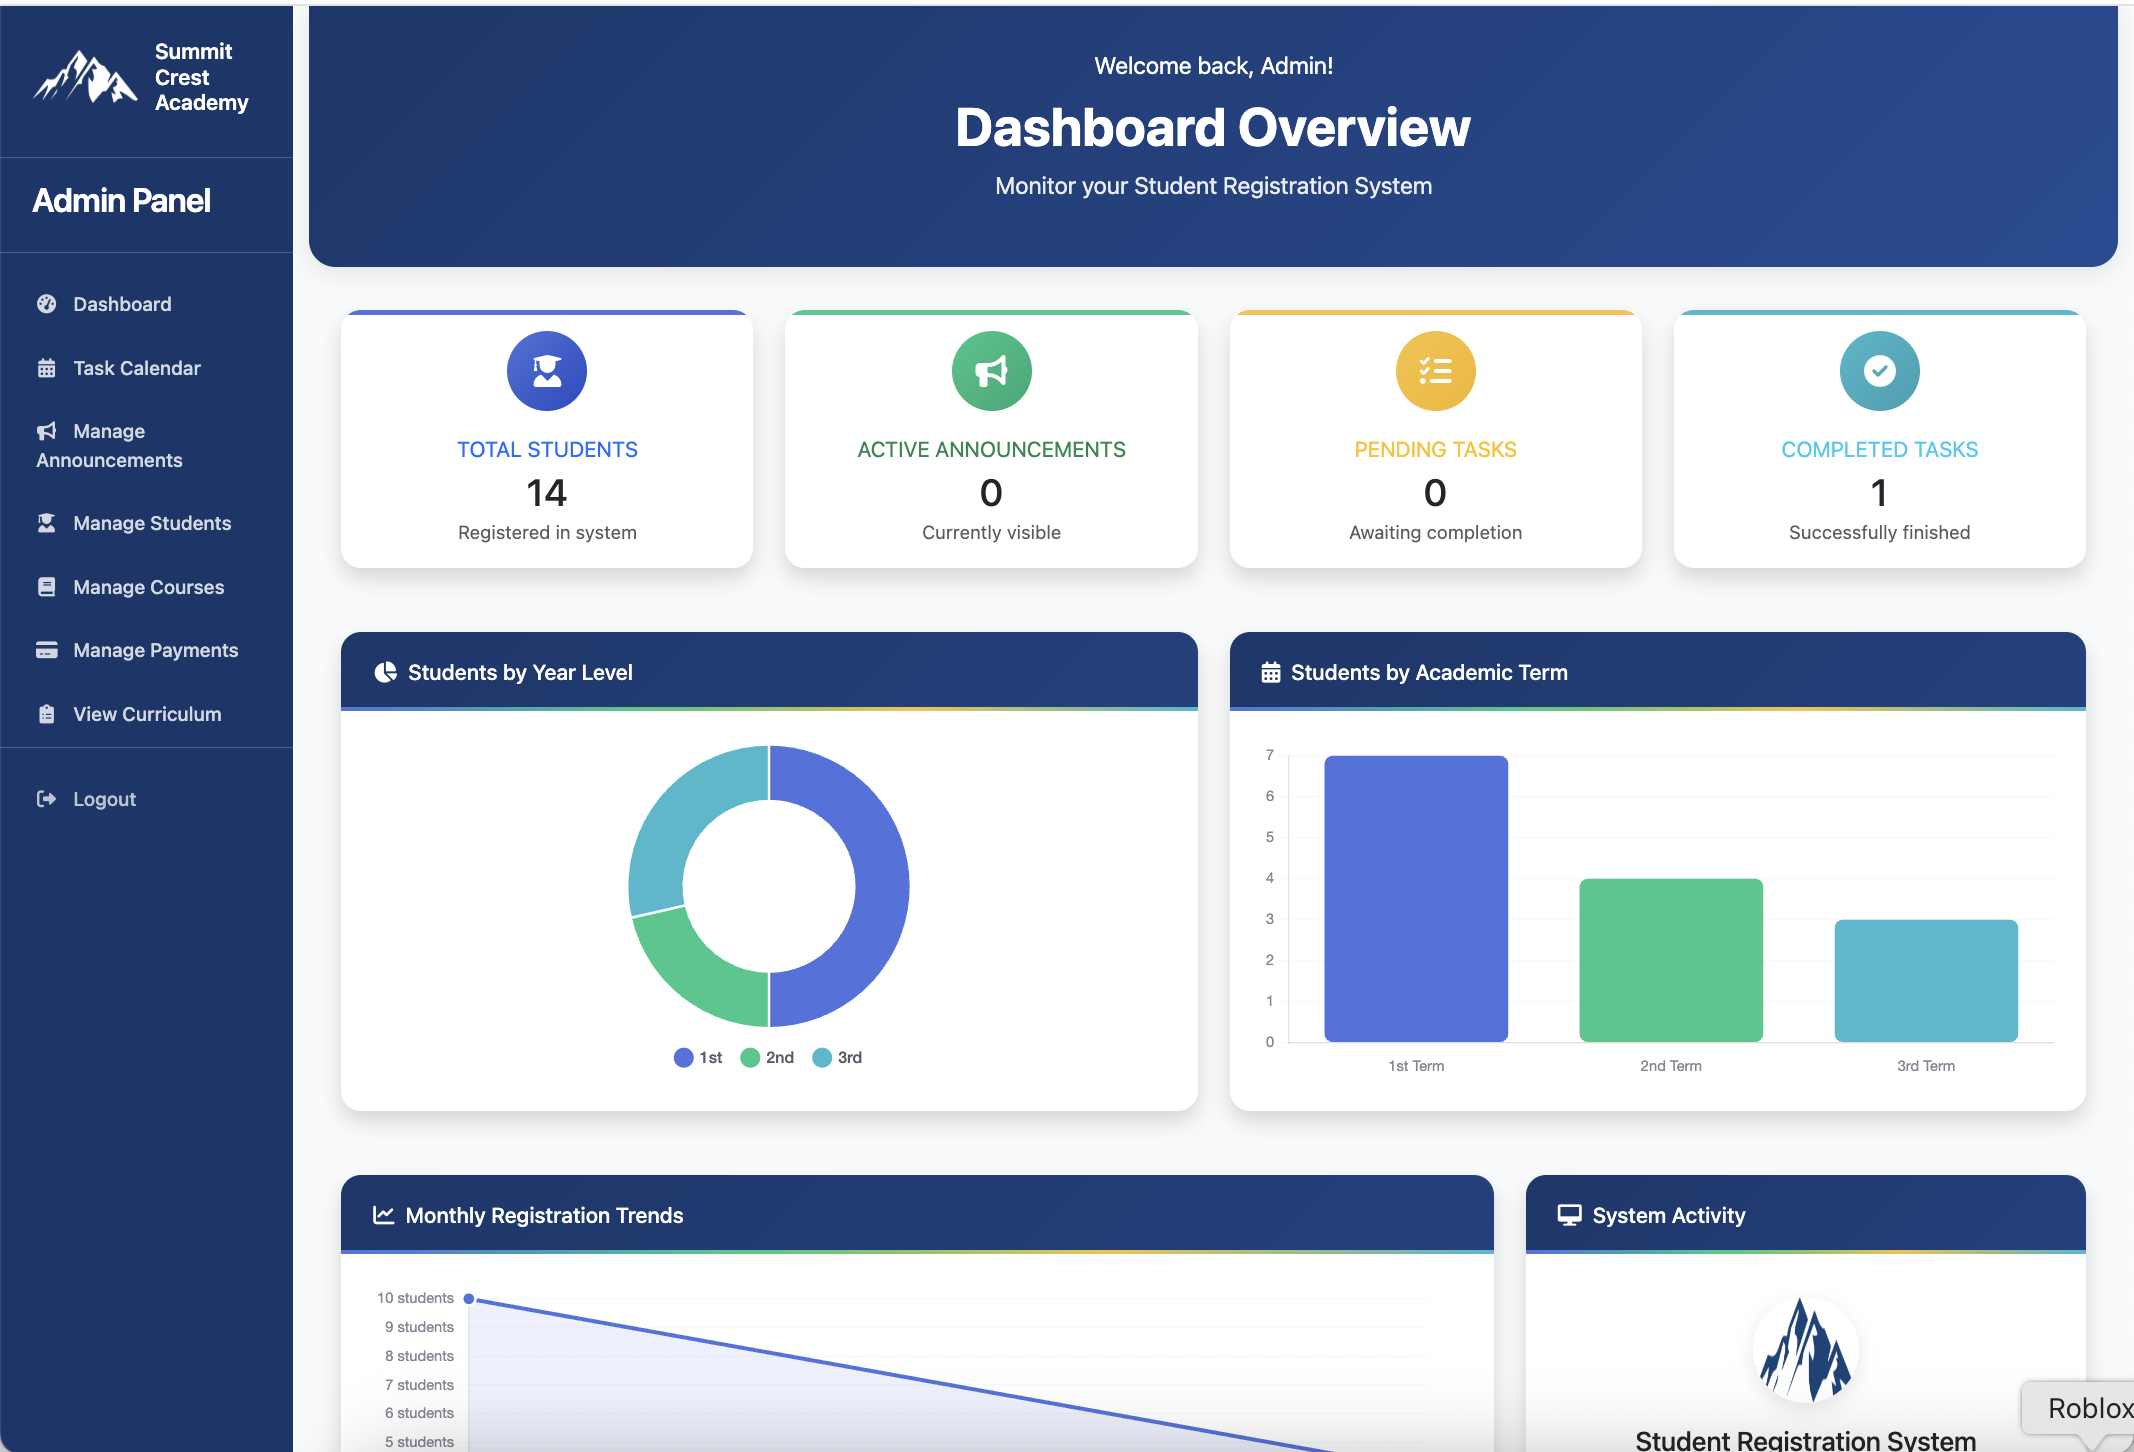 Summit
Crest
Academy
Admin Panel
Dashboard
Task Calendar
Manage
Announcements
Manage Students
Manage Courses
Manage Payments
View Curriculum
Logout
Welcome back, Admin!
Dashboard Overview
Monitor your Student Registration System
TOTAL STUDENTS
14
Registered in system
ACTIVE ANNOUNCEMENTS
0
Currently visible
PENDING TASKS
0
Awaiting completion
COMPLETED TASKS
1
Successfully finished
Students by Year Level
1st 2nd 3rd
Students by Academic Term
7
6
5
4
3
2
1
0
1st Term 2nd Term 3rd Term
Monthly Registration Trends
10 students
9 students
8 students
7 students
6 students
5 students
System Activity
Student Registration System
Roblox